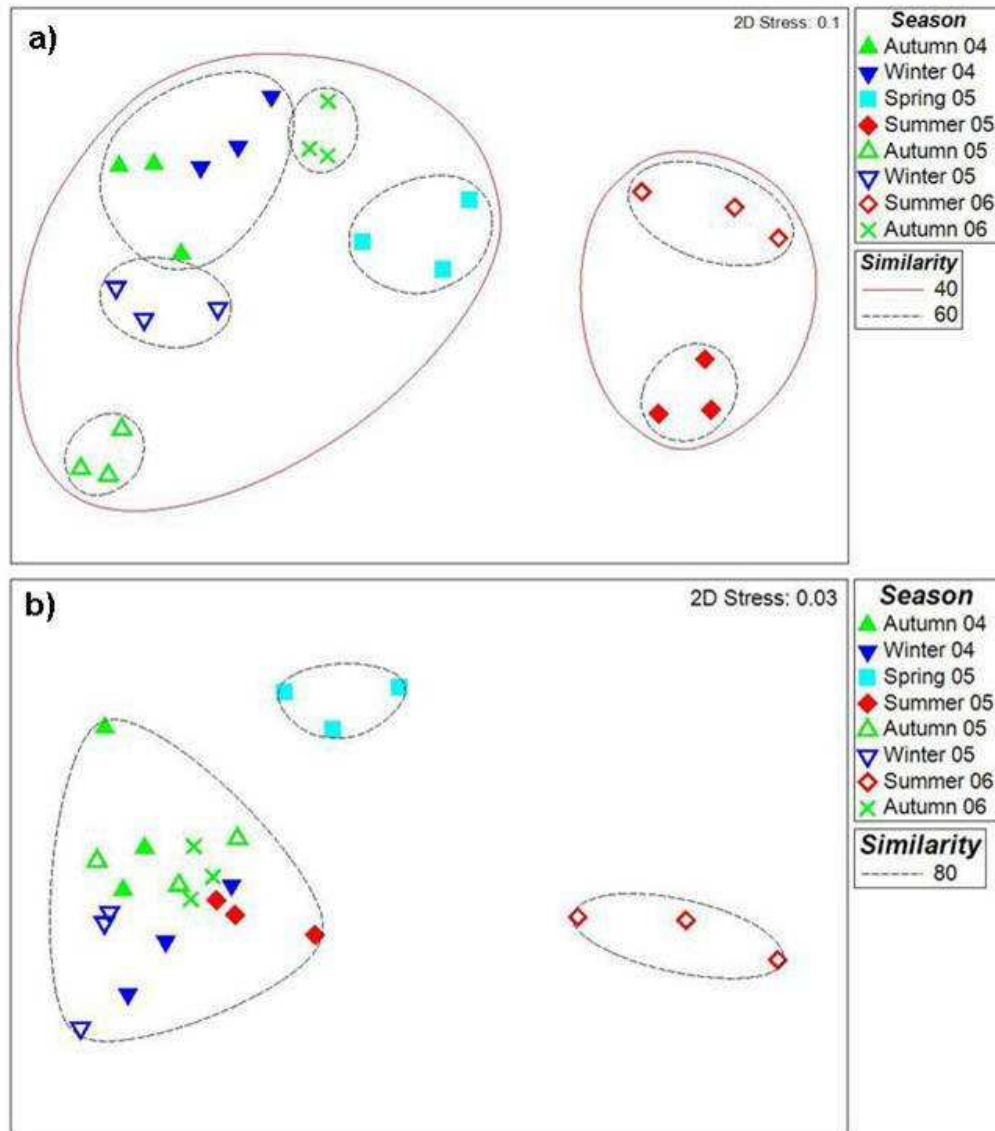 a)
2D Stress: 0.1
Season
Autumn 04
Winter 04
Spring 05
Summer 05
Autumn 05
Winter 05
Summer 06
Autumn 06
Similarity
40
60
b)
2D Stress: 0.03
Season
Autumn 04
Winter 04
Spring 05
Summer 05
Autumn 05
Winter 05
Summer 06
Autumn 06
Similarity
80